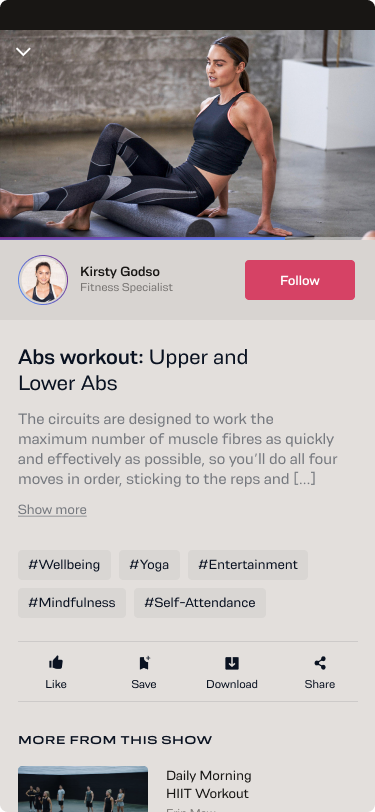 Kirsty Godso
Fitness Specialist
Follow
Abs workout: Upper and
Lower Abs
The circuits are designed to work the
maximum number of muscle fibres as quickly
and effectively as possible, so you'll do all four
moves in order, sticking to the reps and [...]
Show more
#Wellbeing #Yoga #Entertainment
#Mindfulness #Self-Attendance
Like Save Download Share
MORE FROM THIS SHOW
Daily Morning
HIIT Workout